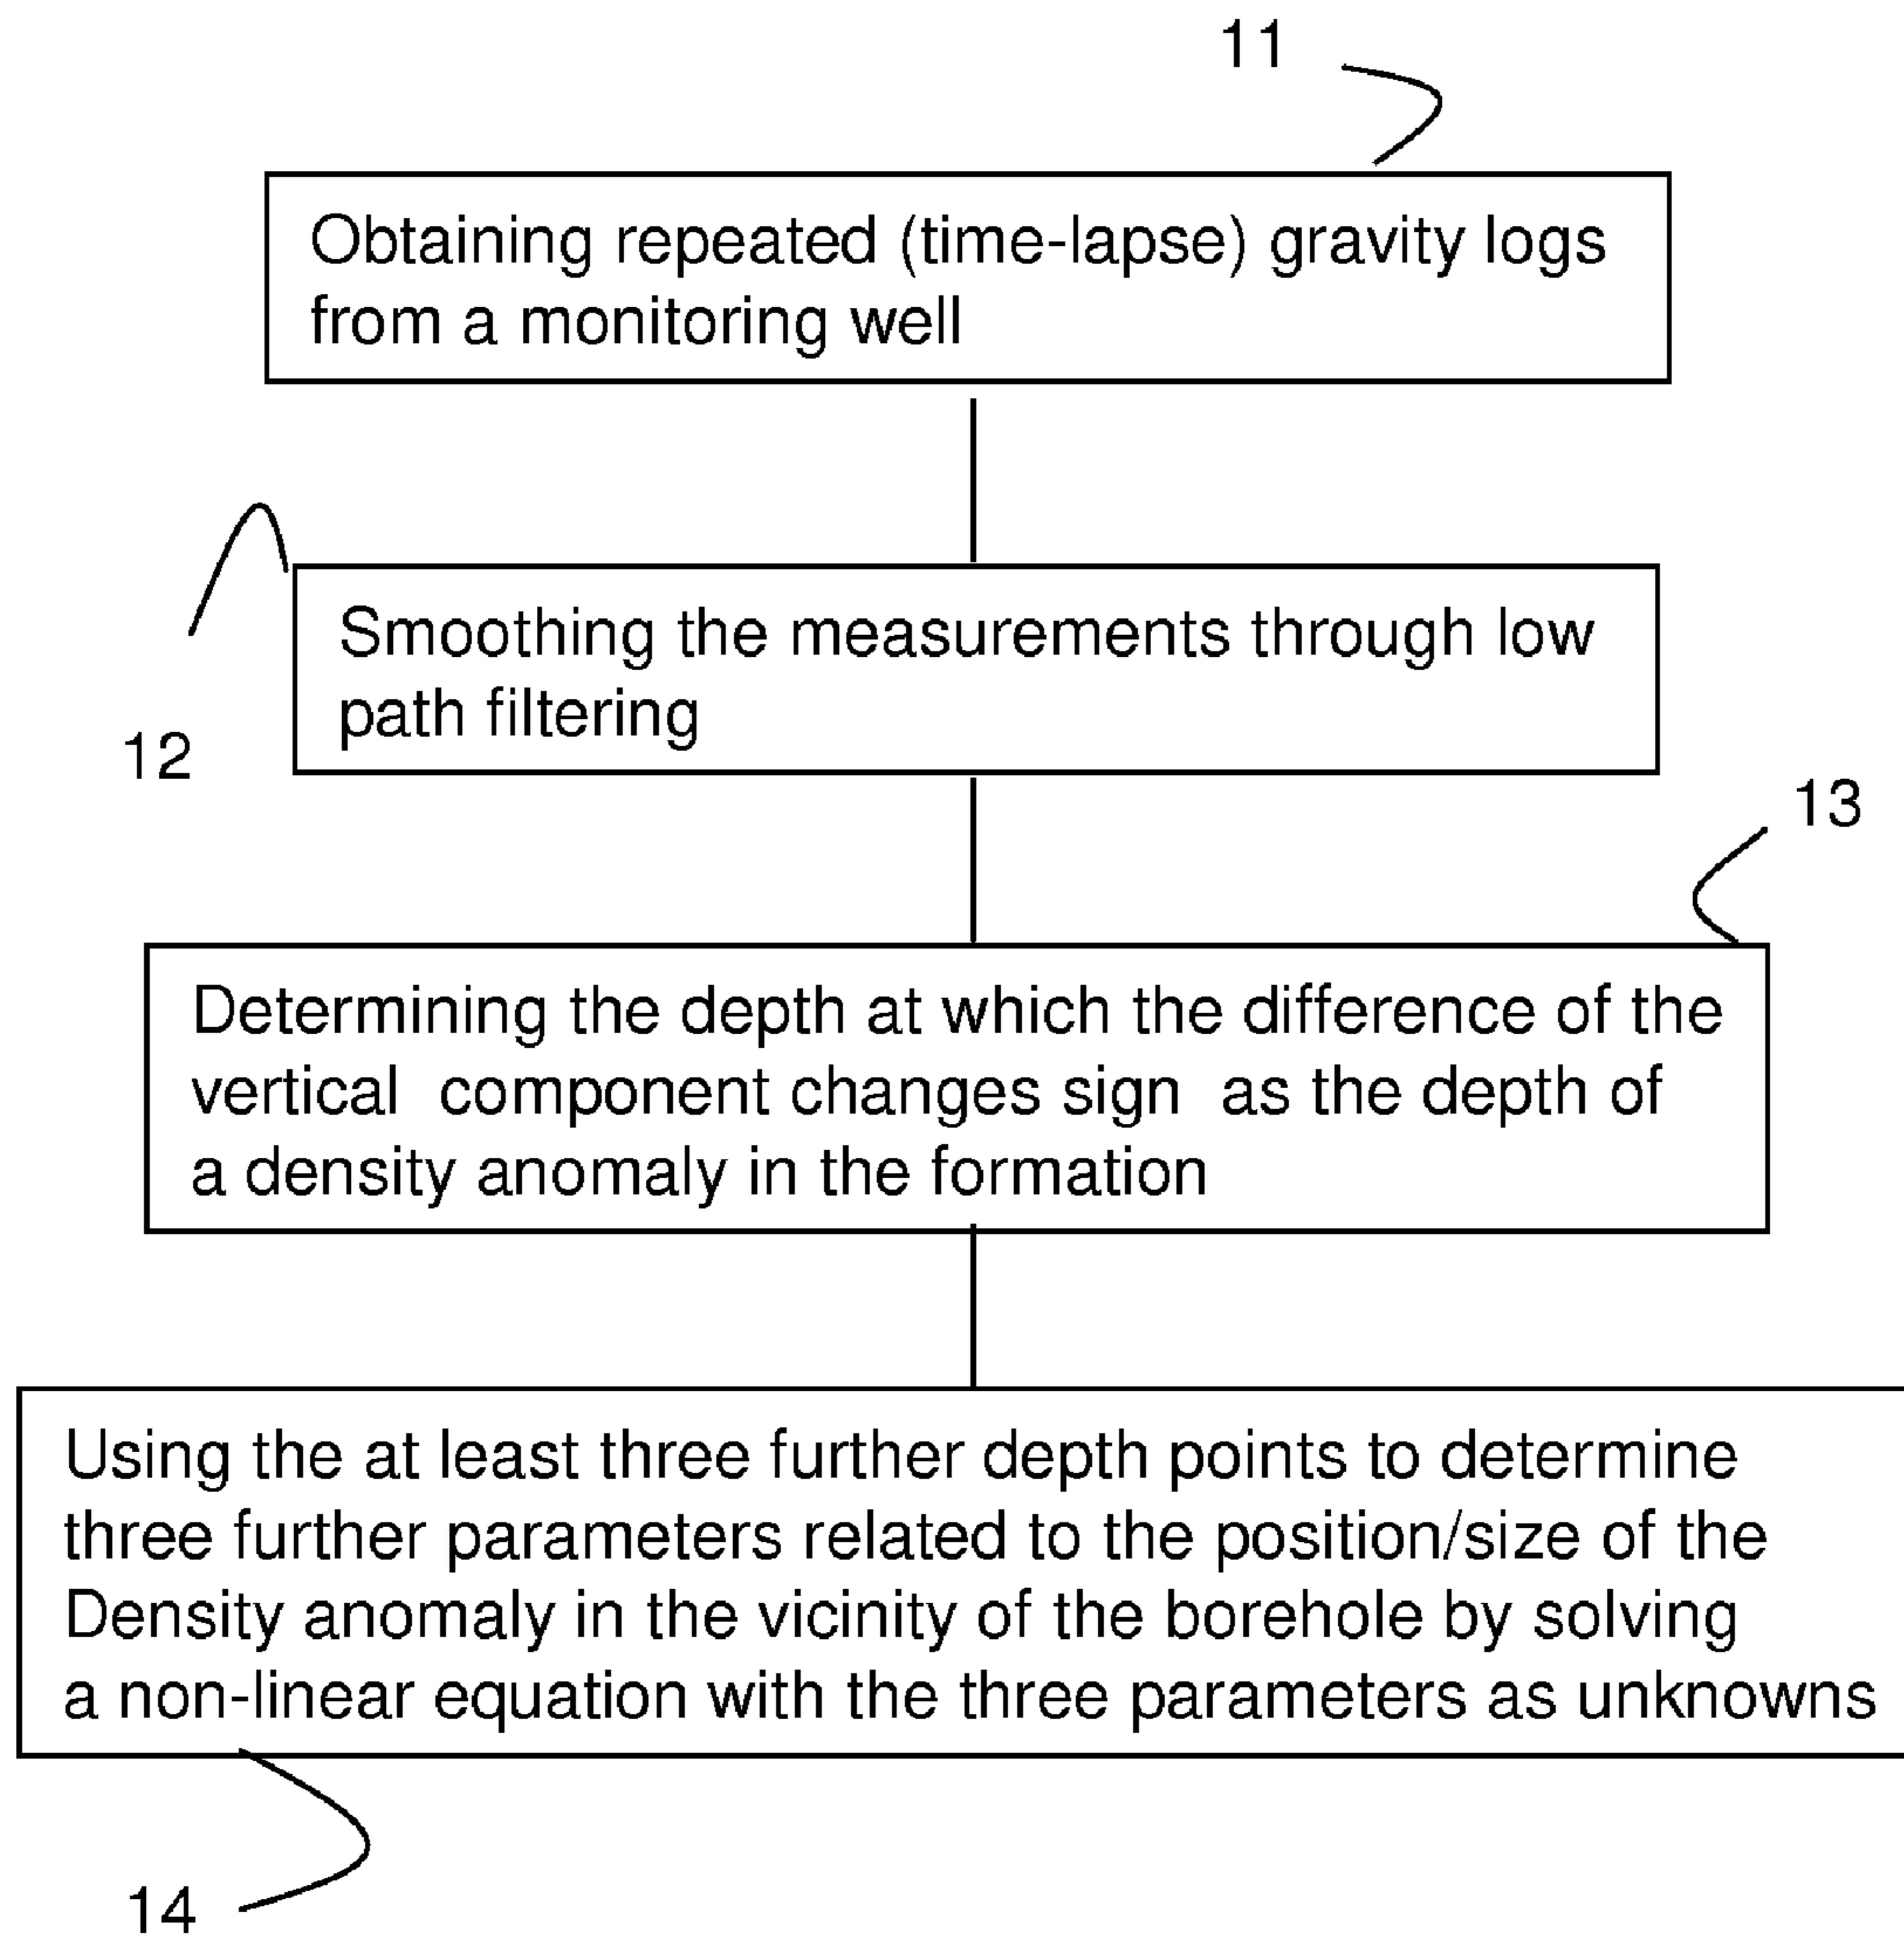 11
Obtaining repeated (time-lapse) gravity logs
from a monitoring well
Smoothing the measurements through low
path filtering
12
13
Determining the depth at which the difference of the
vertical component changes sign as the depth of
a density anomaly in the formation
Using the at least three further depth points to determine
three further parameters related to the position/size of the
Density anomaly in the vicinity of the borehole by solving
a non-linear equation with the three parameters as unknowns
14